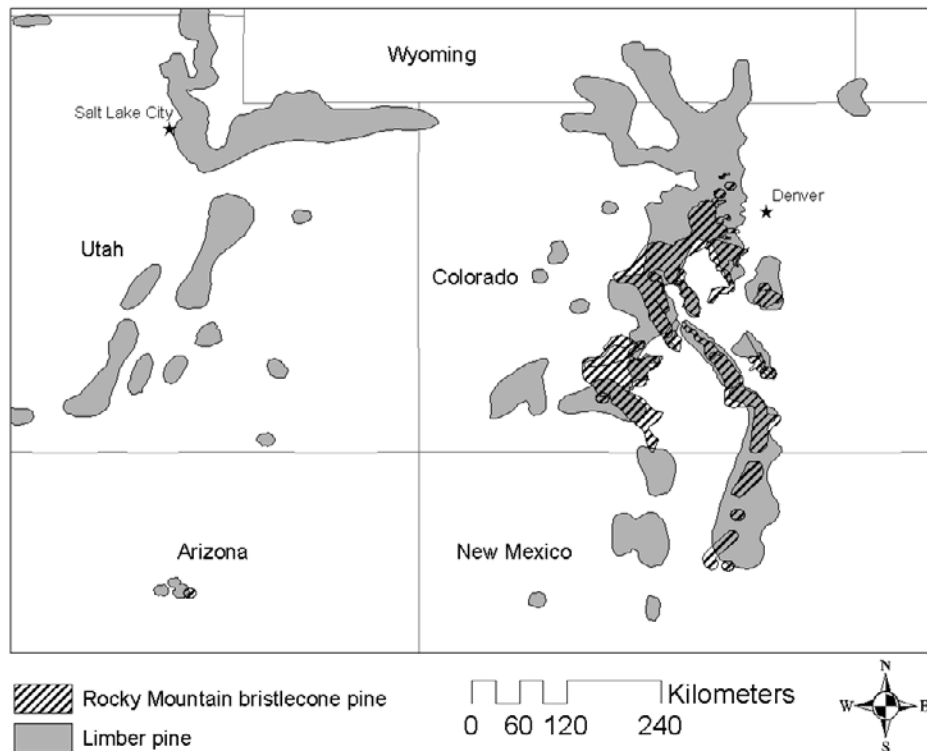 Wyoming
Salt Lake City
Denver
Utah
Colorado
Arizona
New Mexico
Rocky Mountain bristlecone pine
Limber pine
Kilometers
0 60 120 240
N
W E
S